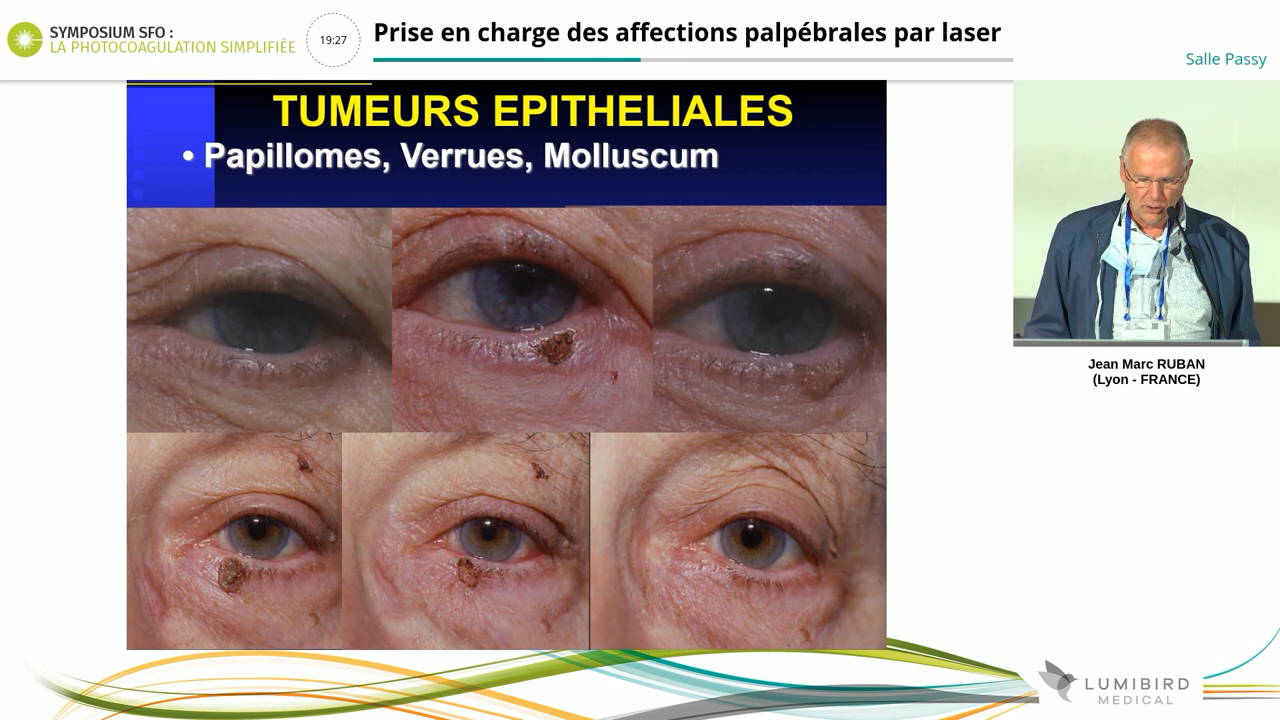 SYMPOSIUM SFO :
LA PHOTOCOAGULATION SIMPLIFIÉE
19:27
Prise en charge des affections palpébrales par laser
Salle Passy
TUMEURS EPITHELIALES
• Papillomes, Verrues, Molluscum
Jean Marc RUBAN
(Lyon - FRANCE)
LUMIBIRD
MEDICAL